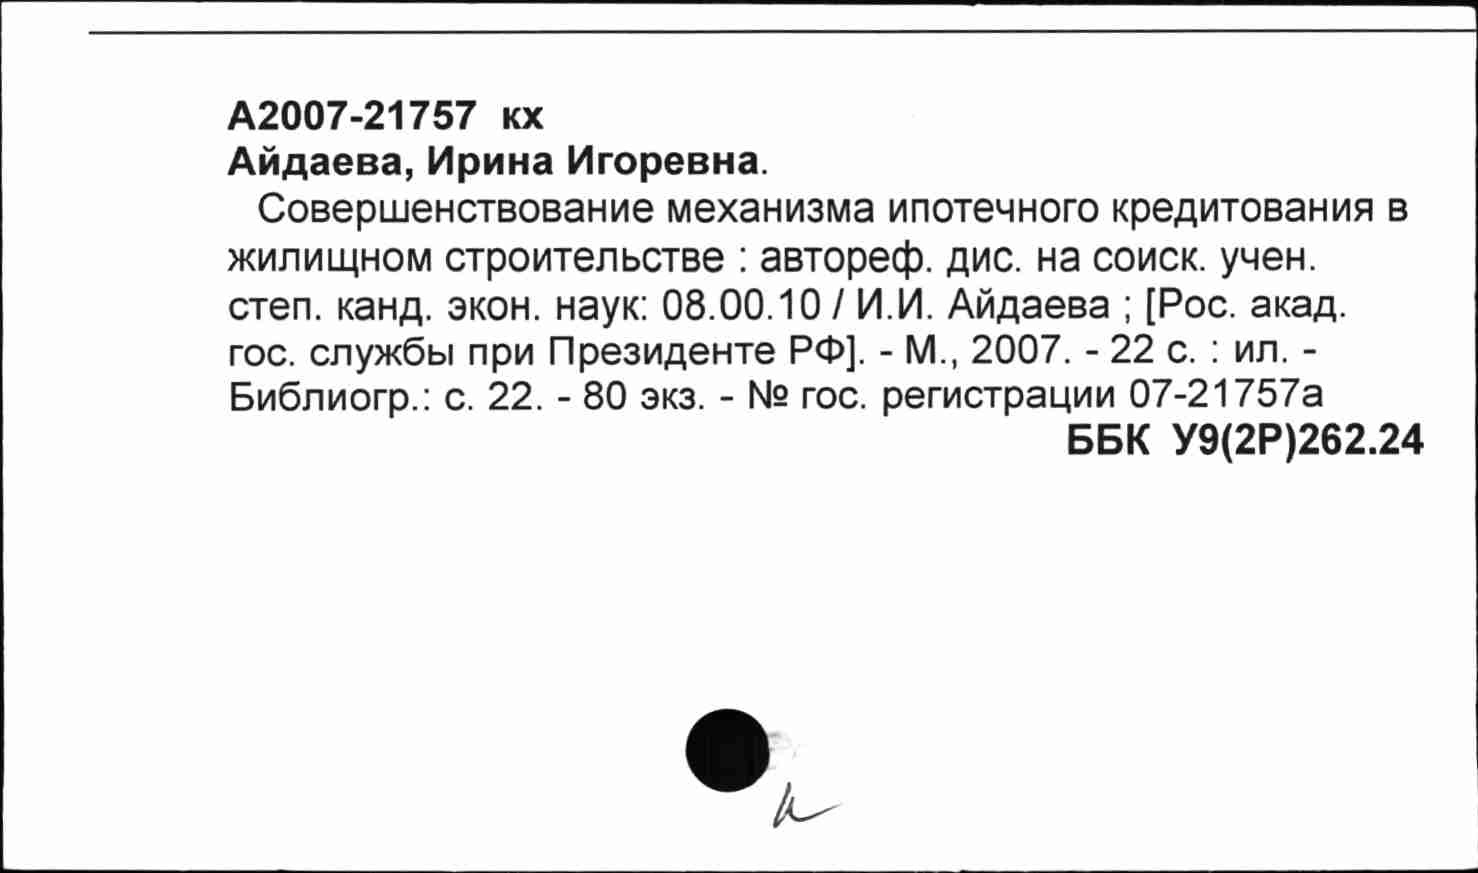 А2007-21757 кх
Айдаева, Ирина Игоревна.
Совершенствование механизма ипотечного кредитования в
жилищном строительстве : автореф. дис. на соиск. учен.
степ. канд. экон. наук: 08.00.10 / И.И. Айдаева ; [Рос. акад.
гос. службы при Президенте РФ]. - М., 2007. - 22 с. : ил. -
Библиогр.: с. 22. - 80 экз. - № гос. регистрации 07-21757а
ББК У9(2Р)262.24